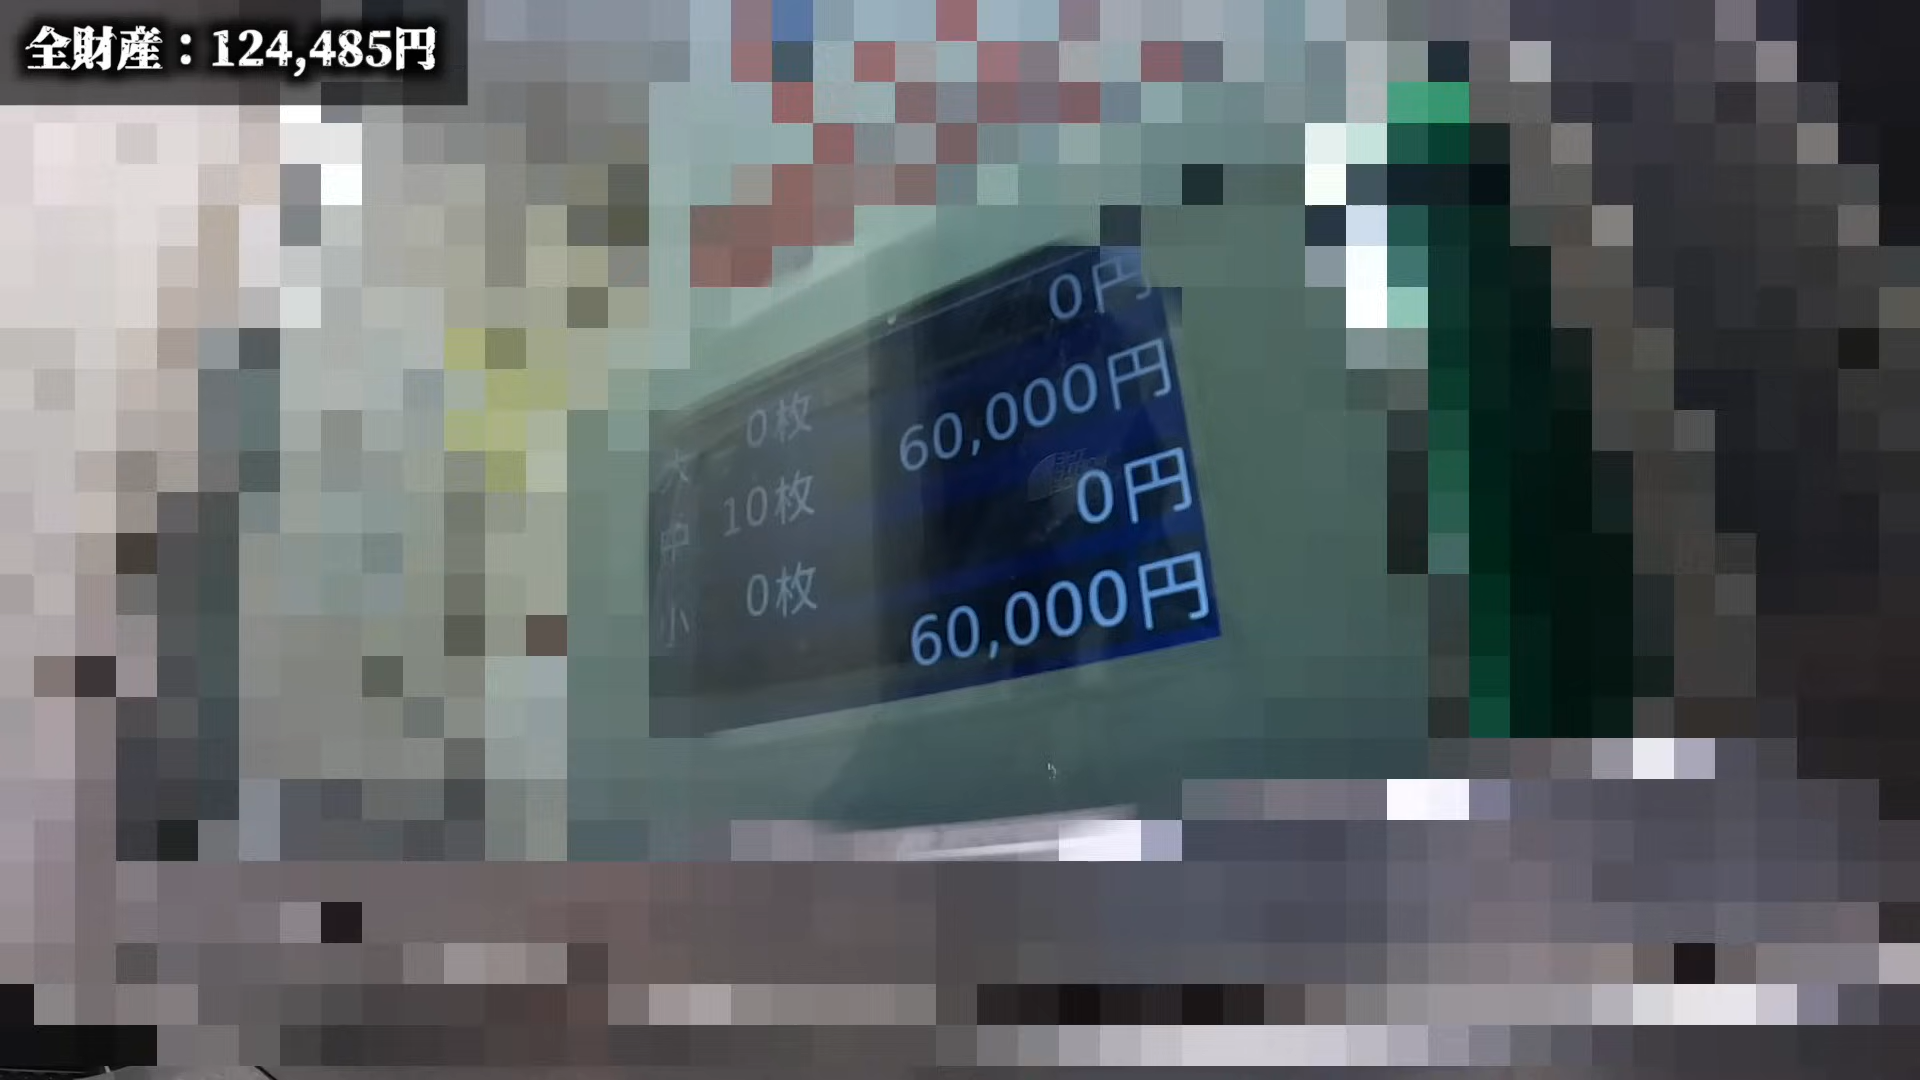 全財産：124,485円
大 0枚 0円
中 10枚 60,000円
小 0枚 0円
60,000円